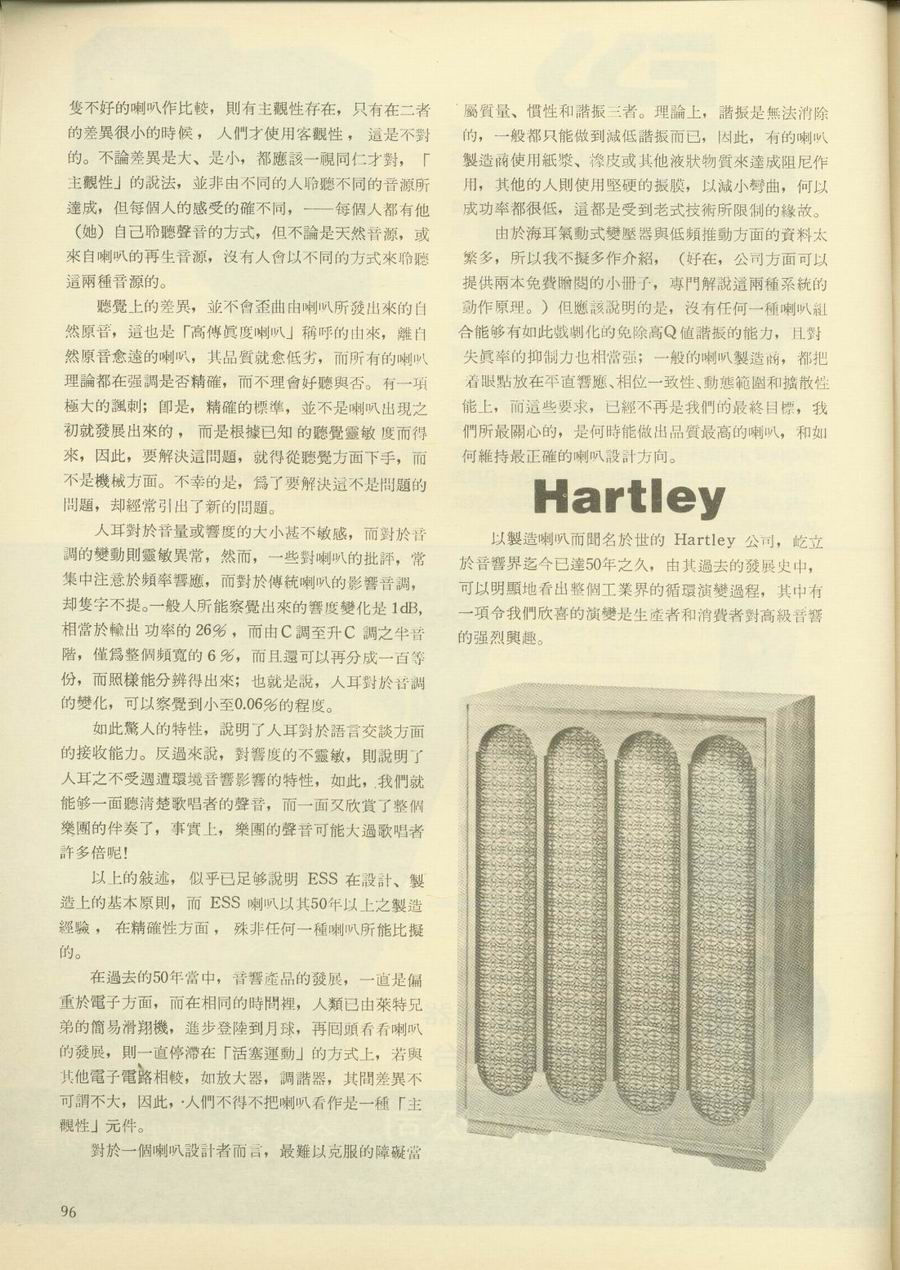 隻不好的喇叭作比較，則有主觀性存在，只有在二者
的差異很小的時候，人們才使用客觀性，這是不對
的。不論差異是大、是小，都應該一視同仁才對，「
主觀性」的說法，並非由不同的人聆聽不同的音源所
達成，但每個人的感受的確不同，——每個人都有他
（她）自己聆聽聲音的方式，但不論是天然音源，或
來自喇叭的再生音源，沒有人會以不同的方式來聆聽
這兩種音源的。
聽覺上的差異，並不會歪曲由喇叭所發出來的自
然原音，這也是「高傳眞度喇叭」稱呼的由來，離自
然原音愈遠的喇叭，其品質就愈低劣，而所有的喇叭
理論都在强調是否精確，而不理會好聽與否。有一項
極大的諷刺；卽是，精確的標準，並不是喇叭出現之
初就發展出來的，而是根據已知的聽覺靈敏度而得
來，因此，要解決這問題，就得從聽覺方面下手，而
不是機械方面。不幸的是，爲了要解決這不是問題的
問題，却經常引出了新的問題。
人耳對於音量或響度的大小甚不敏感，而對於音
調的變動則靈敏異常，然而，一些對喇叭的批評，常
集中注意於頻率響應，而對於傳統喇叭的影響音調，
却隻字不提。一般人所能察覺出來的響度變化是1dB,
相當於輸出功率的26%，而由C調至升C調之半音
階，僅爲整個頻寬的6%，而且還可以再分成一百等
份，而照樣能分辨得出來；也就是說，人耳對於音調
的變化，可以察覺到小至0.06%的程度。
如此驚人的特性，說明了人耳對於語言交談方面
的接收能力。反過來說，對響度的不靈敏，則說明了
人耳之不受週遭環境音響影響的特性，如此，我們就
能够一面聽淸楚歌唱者的聲音，而一面又欣賞了整個
樂團的伴奏了，事實上，樂團的聲音可能大過歌唱者
許多倍呢!
以上的敍述，似乎已足够說明 ESS 在設計、製
造上的基本原則，而 ESS 喇叭以其50年以上之製造
經驗，在精確性方面，殊非任何一種喇叭所能比擬
的。
在過去的50年當中，音響產品的發展，一直是偏
重於電子方面，而在相同的時間裡，人類已由萊特兄
弟的簡易滑翔機，進步登陸到月球，再回頭看看喇叭
的發展，則一直停滯在「活塞運動」的方式上，若與
其他電子電路相較，如放大器，調諧器，其間差異不
可謂不大，因此，人們不得不把喇叭看作是一種「主
觀性」元件。
對於一個喇叭設計者而言，最難以克服的障礙當
屬質量、慣性和諧振三者。理論上，諧振是無法消除
的，一般都只能做到減低諧振而已，因此，有的喇叭
製造商使用紙漿、橡皮或其他液狀物質來達成阻尼作
用，其他的人則使用堅硬的振膜，以減小彎曲，何以
成功率都很低，這都是受到老式技術所限制的緣故。
由於海耳氣動式變壓器與低頻推動方面的資料太
繁多，所以我不擬多作介紹，（好在，公司方面可以
提供兩本免費贈閱的小冊子，專門解說這兩種系統的
動作原理。）但應該說明的是，沒有任何一種喇叭組
合能够有如此戲劇化的免除高Q值諧振的能力，且對
失眞率的抑制力也相當强；一般的喇叭製造商，都把
着眼點放在平直響應、相位一致性、動態範圍和擴散性
能上，而這些要求，已經不再是我們的最終目標，我
們所最關心的，是何時能做出品質最高的喇叭，和如
何維持最正確的喇叭設計方向。
Hartley
以製造喇叭而聞名於世的 Hartley 公司，屹立
於音響界迄今已達50年之久，由其過去的發展史中，
可以明顯地看出整個工業界的循環演變過程，其中有
一項令我們欣喜的演變是生產者和消費者對高級音響
的强烈興趣。
96